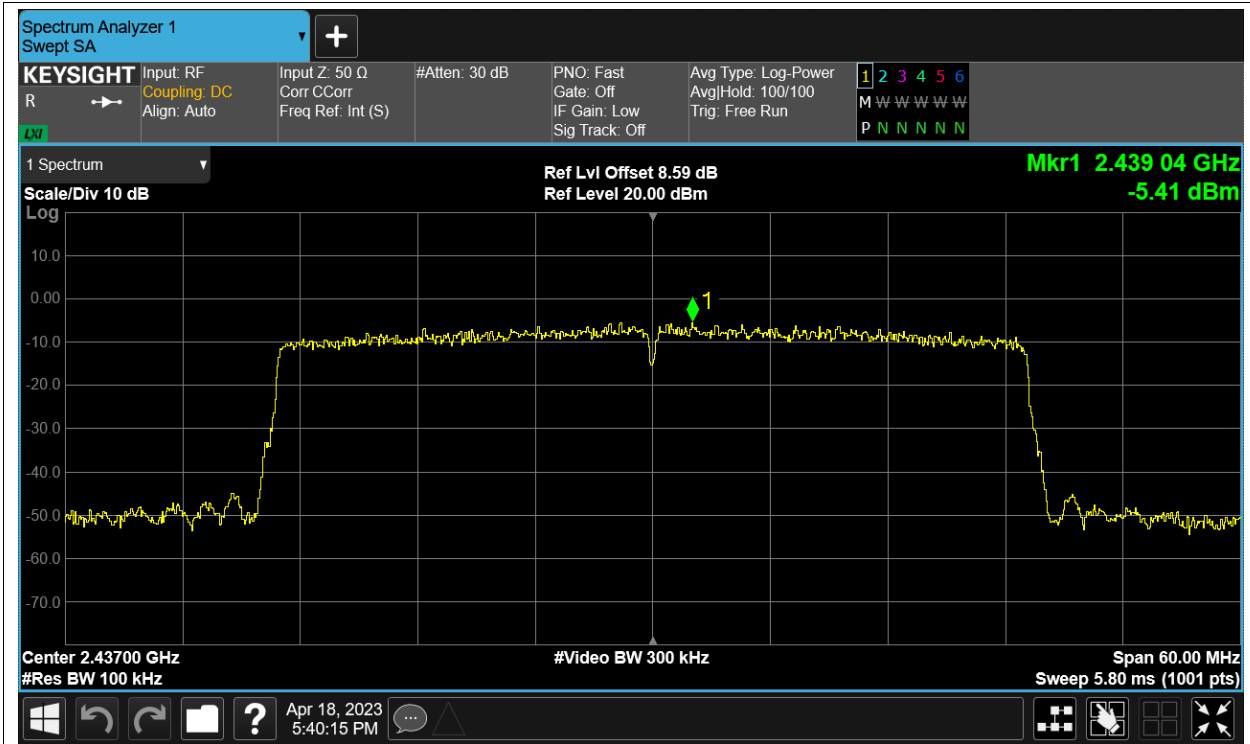 Spectrum Analyzer 1
Swept SA
+
KEYSIGHT
R
LXI
Input: RF
Coupling: DC
Align: Auto
Input Z: 50 Ω
Corr CCorr
Freq Ref: Int (S)
#Atten: 30 dB
PNO: Fast
Gate: Off
IF Gain: Low
Sig Track: Off
Avg Type: Log-Power
Avg|Hold: 100/100
Trig: Free Run
1 2 3 4 5 6
M W W W W W
P N N N N N
1 Spectrum
Scale/Div 10 dB
Log
Ref Lvl Offset 8.59 dB
Ref Level 20.00 dBm
Mkr1 2.439 04 GHz
-5.41 dBm
10.0
0.00
1
-10.0
-20.0
-30.0
-40.0
-50.0
-60.0
-70.0
Center 2.43700 GHz
#Res BW 100 kHz
#Video BW 300 kHz
Span 60.00 MHz
Sweep 5.80 ms (1001 pts)
?
Apr 18, 2023
5:40:15 PM